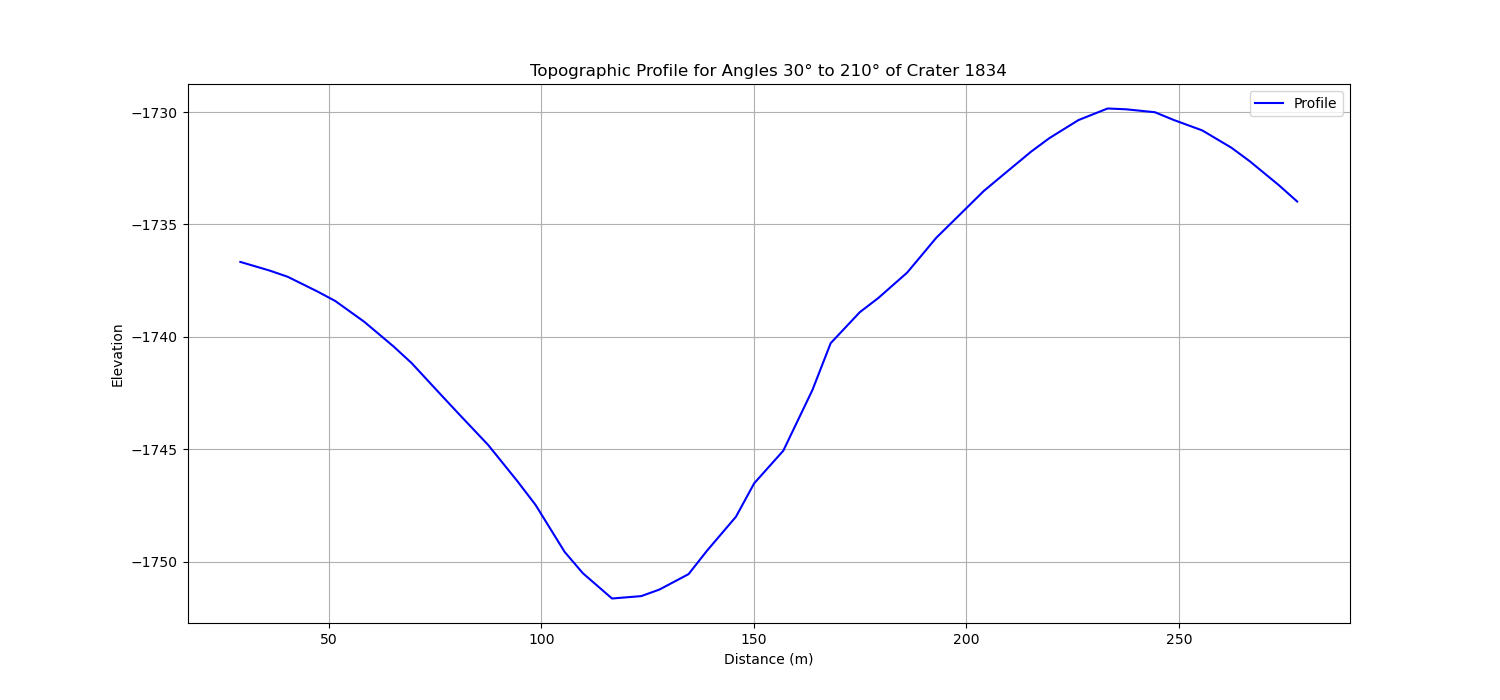 Topographic Profile for Angles 30° to 210° of Crater 1834
Profile
−1730
−1735
−1740
−1745
−1750
Elevation
50 100 150 200 250
Distance (m)